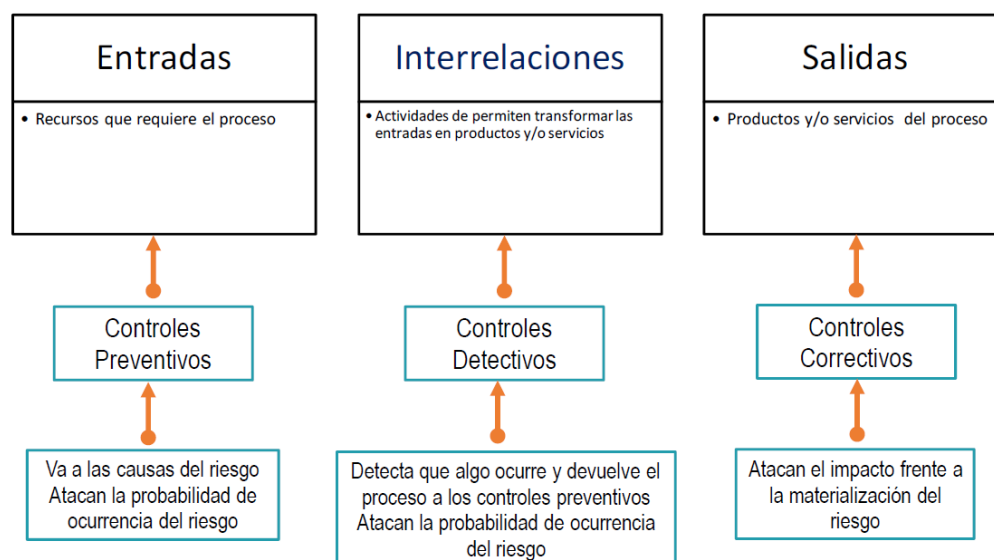 Entradas
• Recursos que requiere el proceso
Controles
Preventivos
Va a las causas del riesgo
Atacan la probabilidad de
ocurrencia del riesgo
Interrelaciones
• Actividades de permiten transformar las
entradas en productos y/o servicios
Controles
Detectivos
Detecta que algo ocurre y devuelve el
proceso a los controles preventivos
Atacan la probabilidad de ocurrencia
del riesgo
Salidas
• Productos y/o servicios del proceso
Controles
Correctivos
Atacan el impacto frente a
la materialización del
riesgo